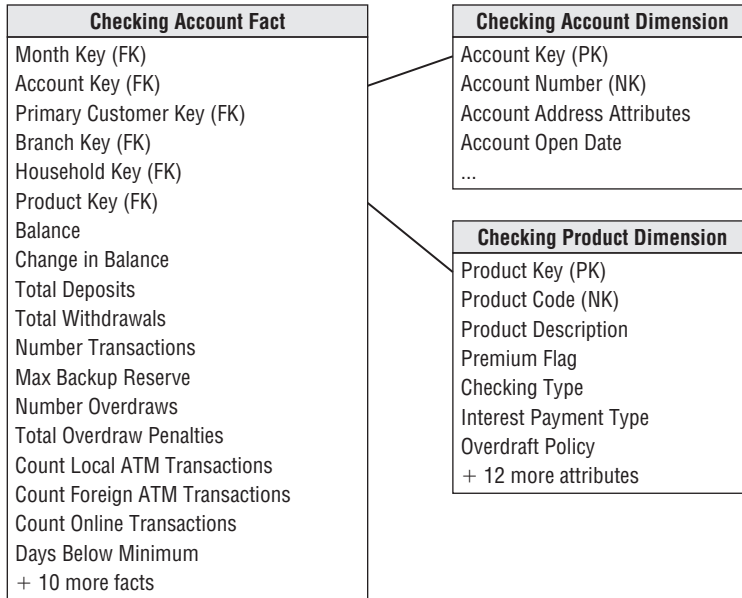 Checking Account Fact
Month Key (FK)
Account Key (FK)
Primary Customer Key (FK)
Branch Key (FK)
Household Key (FK)
Product Key (FK)
Balance
Change in Balance
Total Deposits
Total Withdrawals
Number Transactions
Max Backup Reserve
Number Overdraws
Total Overdraw Penalties
Count Local ATM Transactions
Count Foreign ATM Transactions
Count Online Transactions
Days Below Minimum
+ 10 more facts
Checking Account Dimension
Account Key (PK)
Account Number (NK)
Account Address Attributes
Account Open Date
...
Checking Product Dimension
Product Key (PK)
Product Code (NK)
Product Description
Premium Flag
Checking Type
Interest Payment Type
Overdraft Policy
+ 12 more attributes